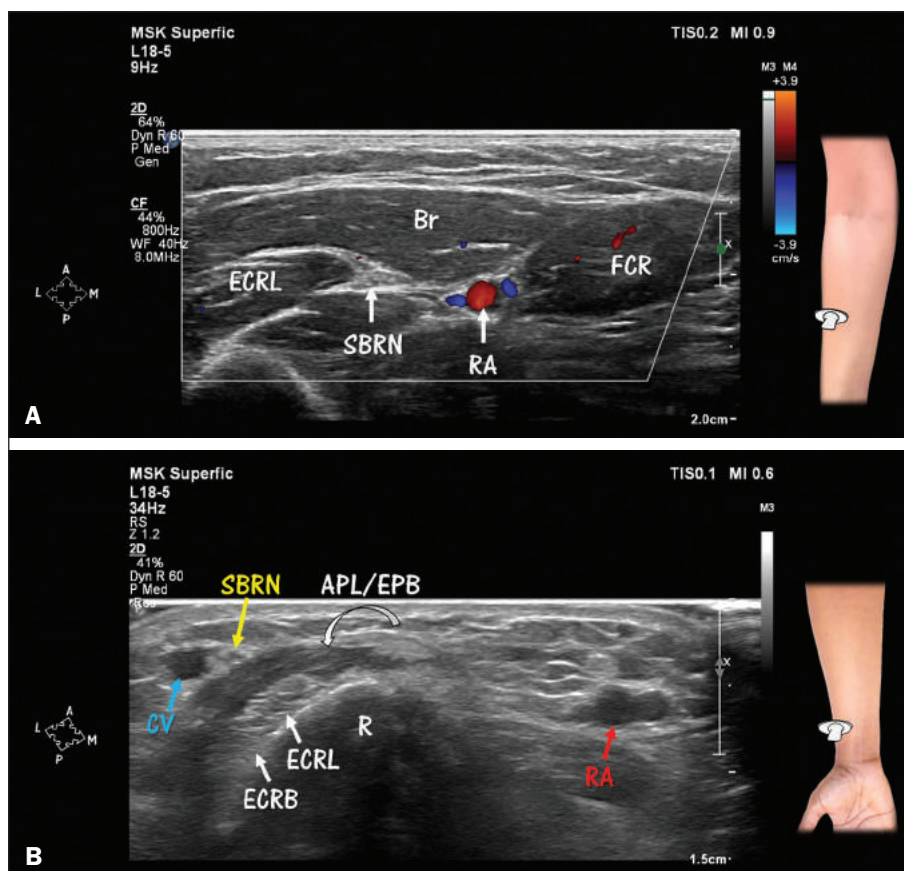 MSK Superfic
TIS0.2 MI 0.9
L18-5
9Hz
M3 M4
+3.9
2D
64%
Dyn R 60
P Med
Gen
CF
44%
800Hz
WF 40Hz
8.0MHz
Br
x
-3.9
cm/s
FCR
ECRL
A
L M
P
SBRN
RA
A
2.0cm
MSK Superfic
TIS0.1 MI 0.6
L18-5
34Hz
M3
RS
Z 1.2
2D
41%
Dyn R 60
P Med
Res
SBRN
APL/EPB
x
CV
A
L M
P
R
ECRL
RA
ECRB
B
1.5cm